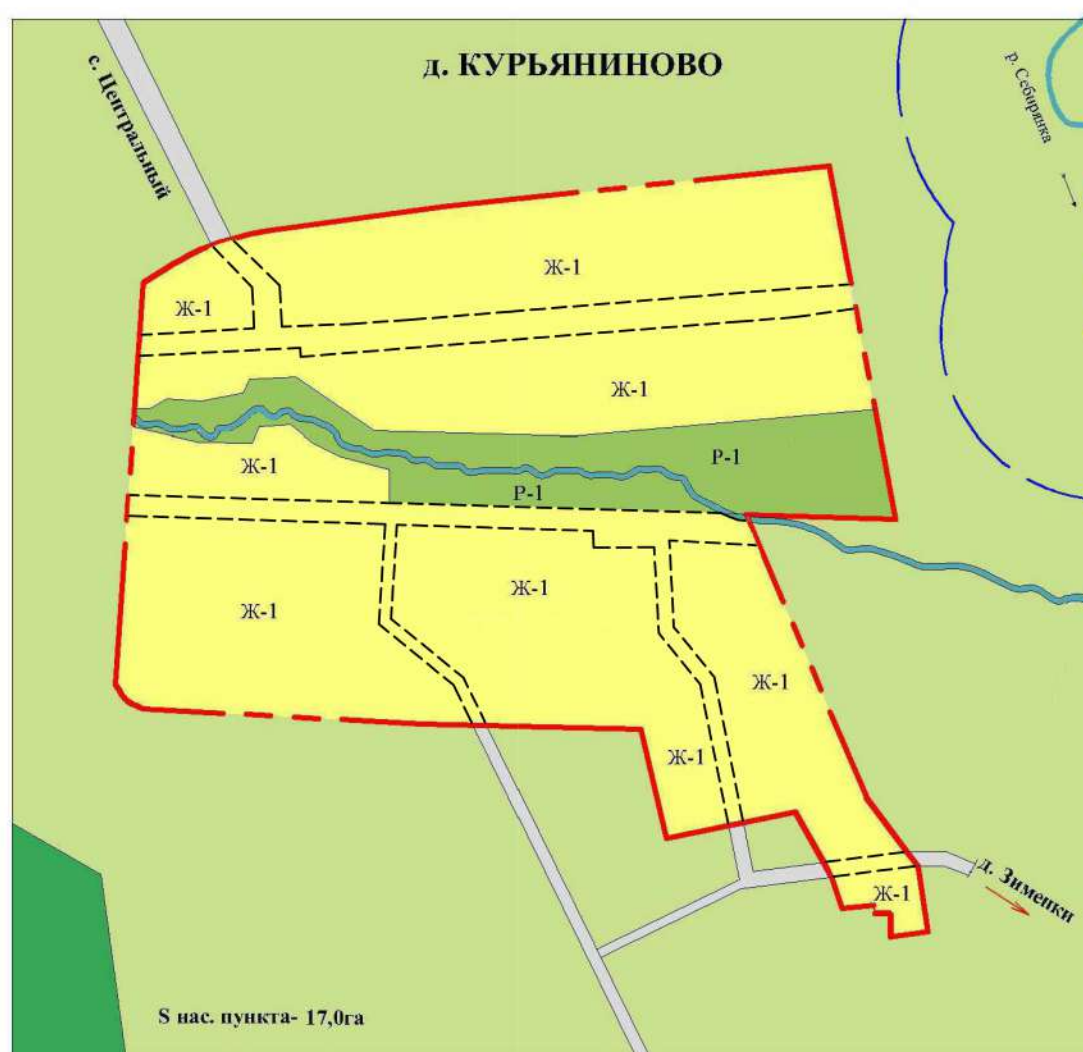 д. КУРЬЯНИНОВО
с. Центральный
р. Себирянка
Ж-1
Ж-1
Ж-1
Р-1
Ж-1
Р-1
Ж-1
Ж-1
Ж-1
Ж-1
д. Зименки
Ж-1
S нас. пункта- 17,0га